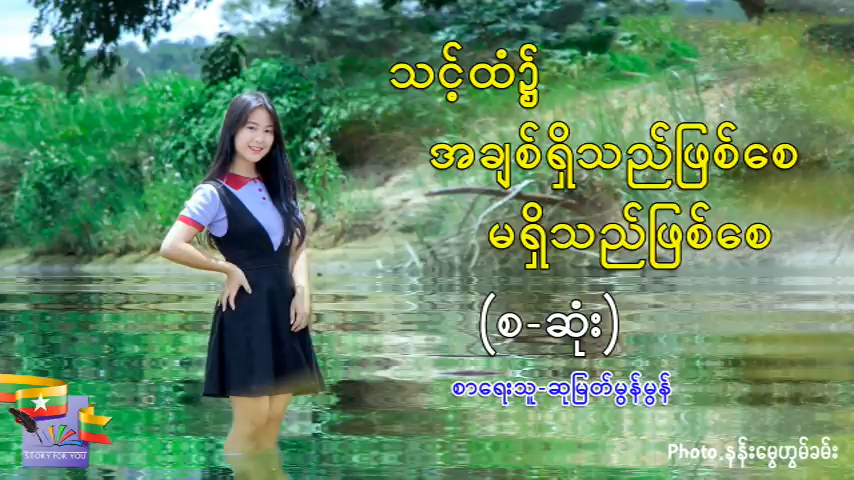 သင့်ထံ၌
အချစ်ရှိသည်ဖြစ်စေ
မရှိသည်ဖြစ်စေ
(စ-ဆုံး)
စာရေးသူ-ဆုမြတ်မွန်မွန်
STORY FOR YOU
Photo.နန်းမွေဟွမ်ခမ်း